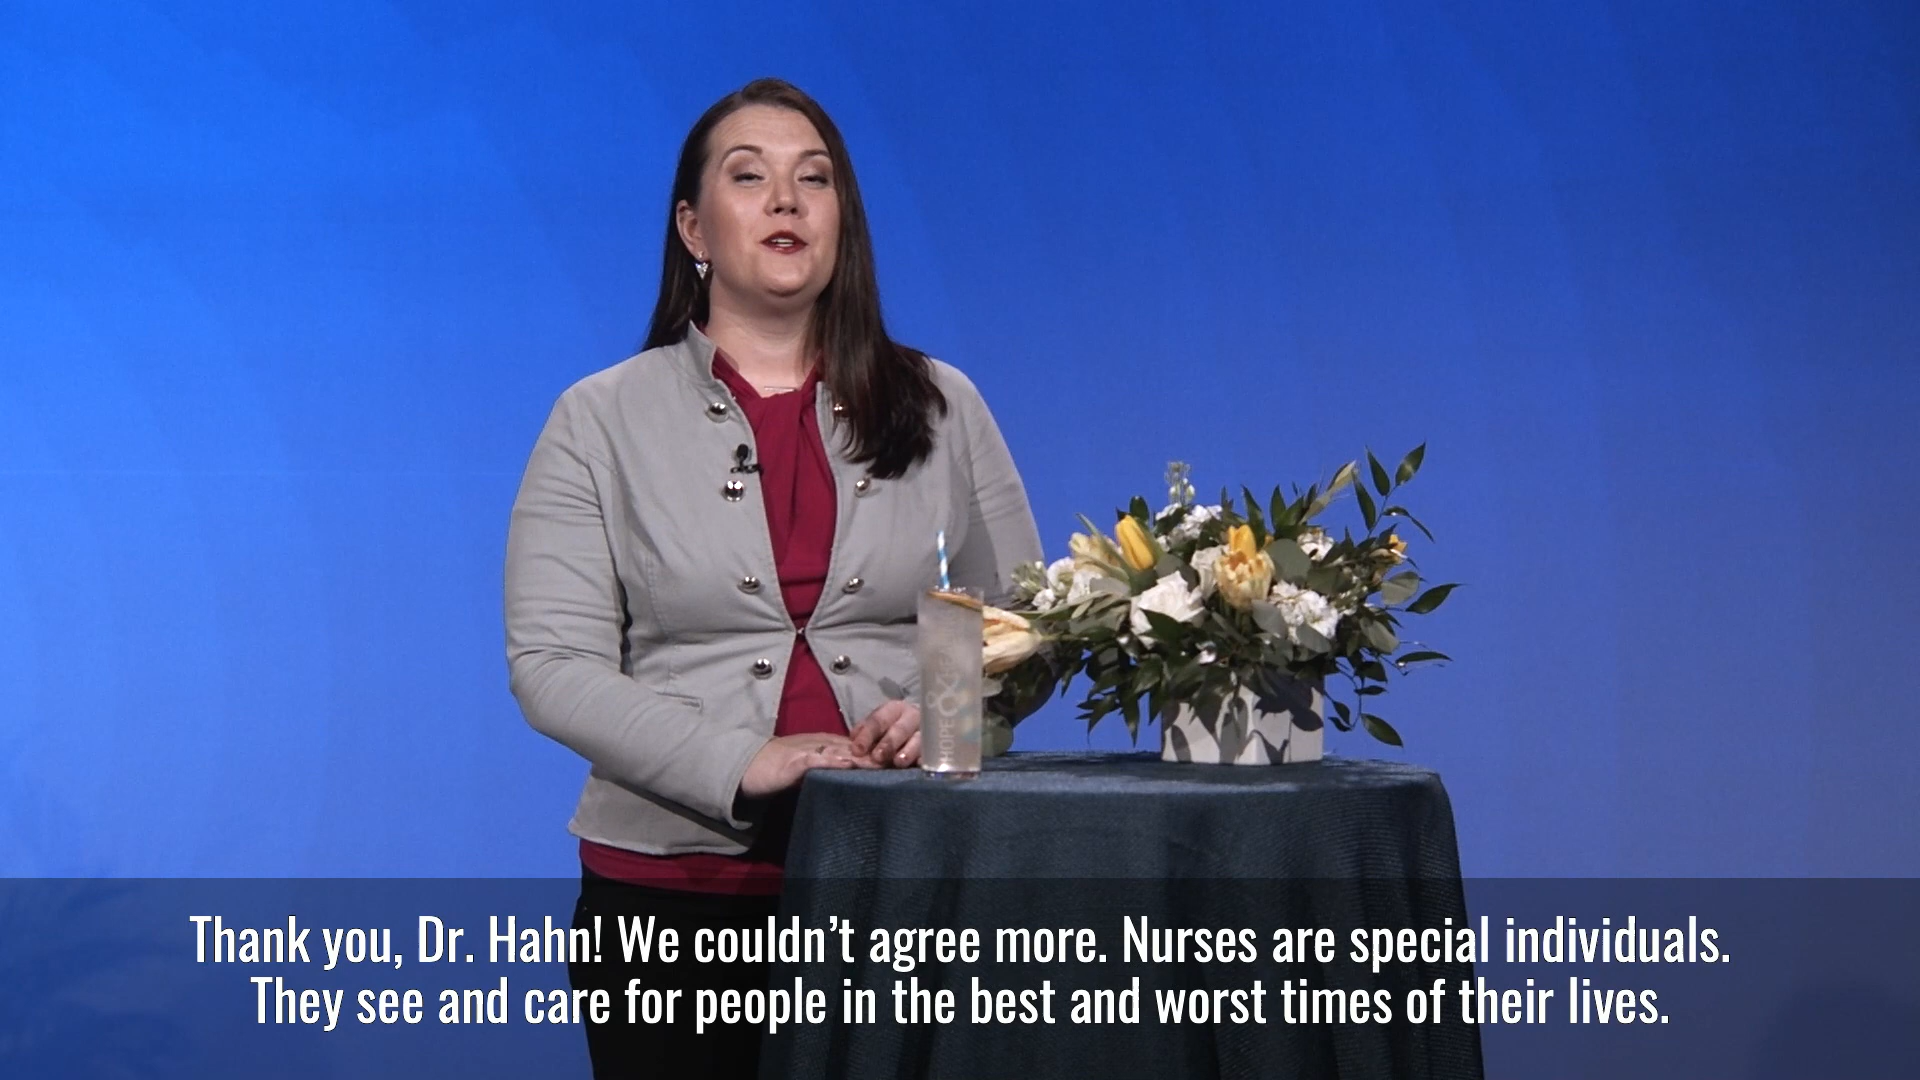 HOPE &
Thank you, Dr. Hahn! We couldn’t agree more. Nurses are special individuals.
They see and care for people in the best and worst times of their lives.